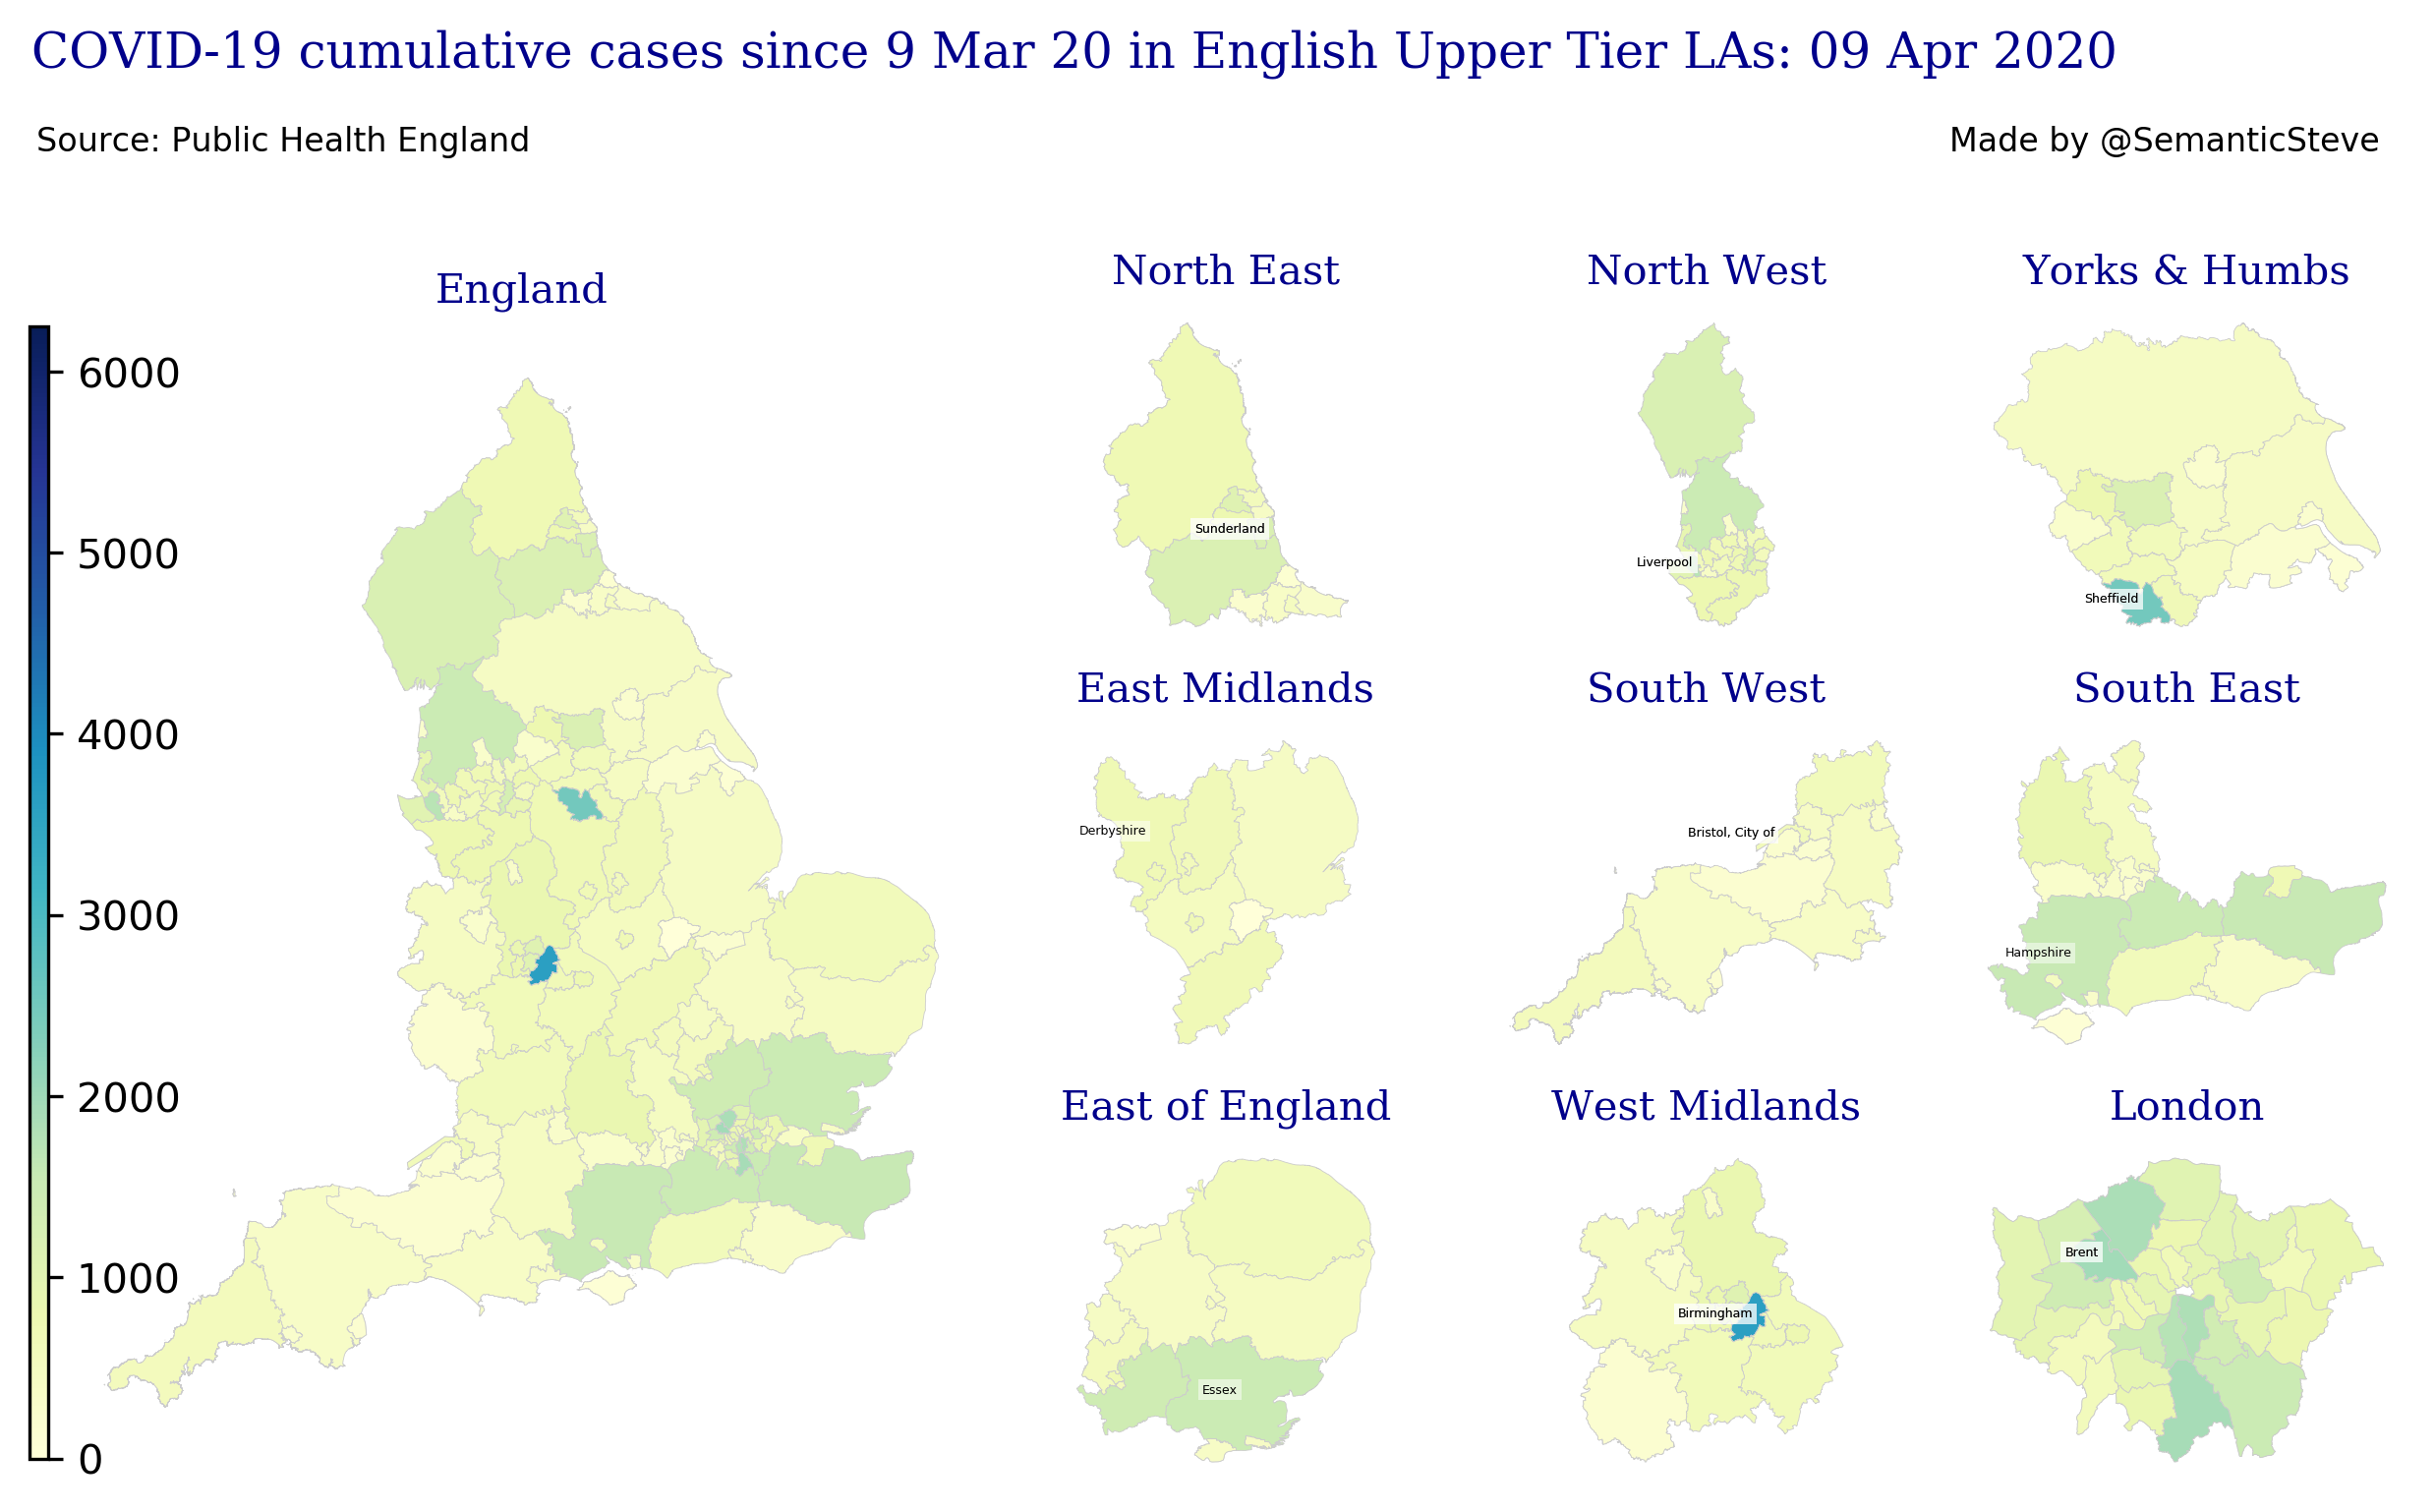 COVID-19 cumulative cases since 9 Mar 20 in English Upper Tier LAs: 09 Apr 2020
Source: Public Health England
Made by @SemanticSteve
England
6000
5000
4000
3000
2000
1000
0
North East
Sunderland
North West
Liverpool
Yorks & Humbs
Sheffield
East Midlands
Derbyshire
South West
Bristol, City of
South East
Hampshire
East of England
Essex
West Midlands
Birmingham
London
Brent